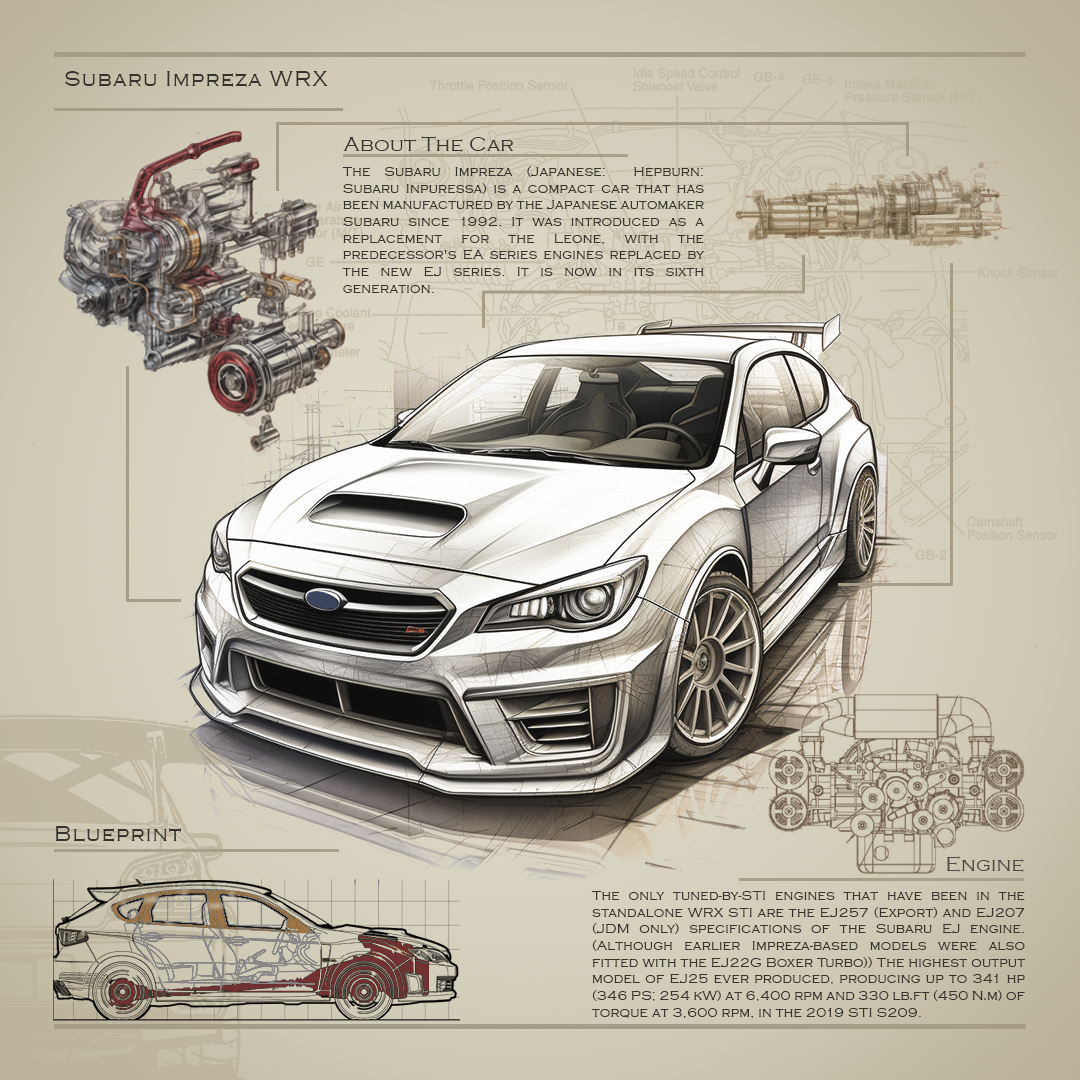 Subaru Impreza WRX
Throttle Position Sensor
Idle Speed Control
Solenoid Valve
GB-4
GB-3
Intake Manifold
Pressure Sensor (M/T)
About The Car
The Subaru Impreza (Japanese: Hepburn:
Subaru Inpuressa) is a compact car that has
been manufactured by the Japanese automaker
Subaru since 1992. It was introduced as a
replacement for the Leone, with the
predecessor's EA series engines replaced by
the new EJ series. It is now in its sixth
generation.
GE
Knock Sensor
Coolant
Camshaft
Position Sensor
GB-2
Blueprint
Engine
The only tuned-by-STI engines that have been in the
standalone WRX STI are the EJ257 (Export) and EJ207
(JDM only) specifications of the Subaru EJ engine.
(Although earlier Impreza-based models were also
fitted with the EJ22G Boxer Turbo)) The highest output
model of EJ25 ever produced, producing up to 341 hp
(346 PS; 254 kW) at 6,400 rpm and 330 lb.ft (450 N.m) of
torque at 3,600 rpm, in the 2019 STI S209.